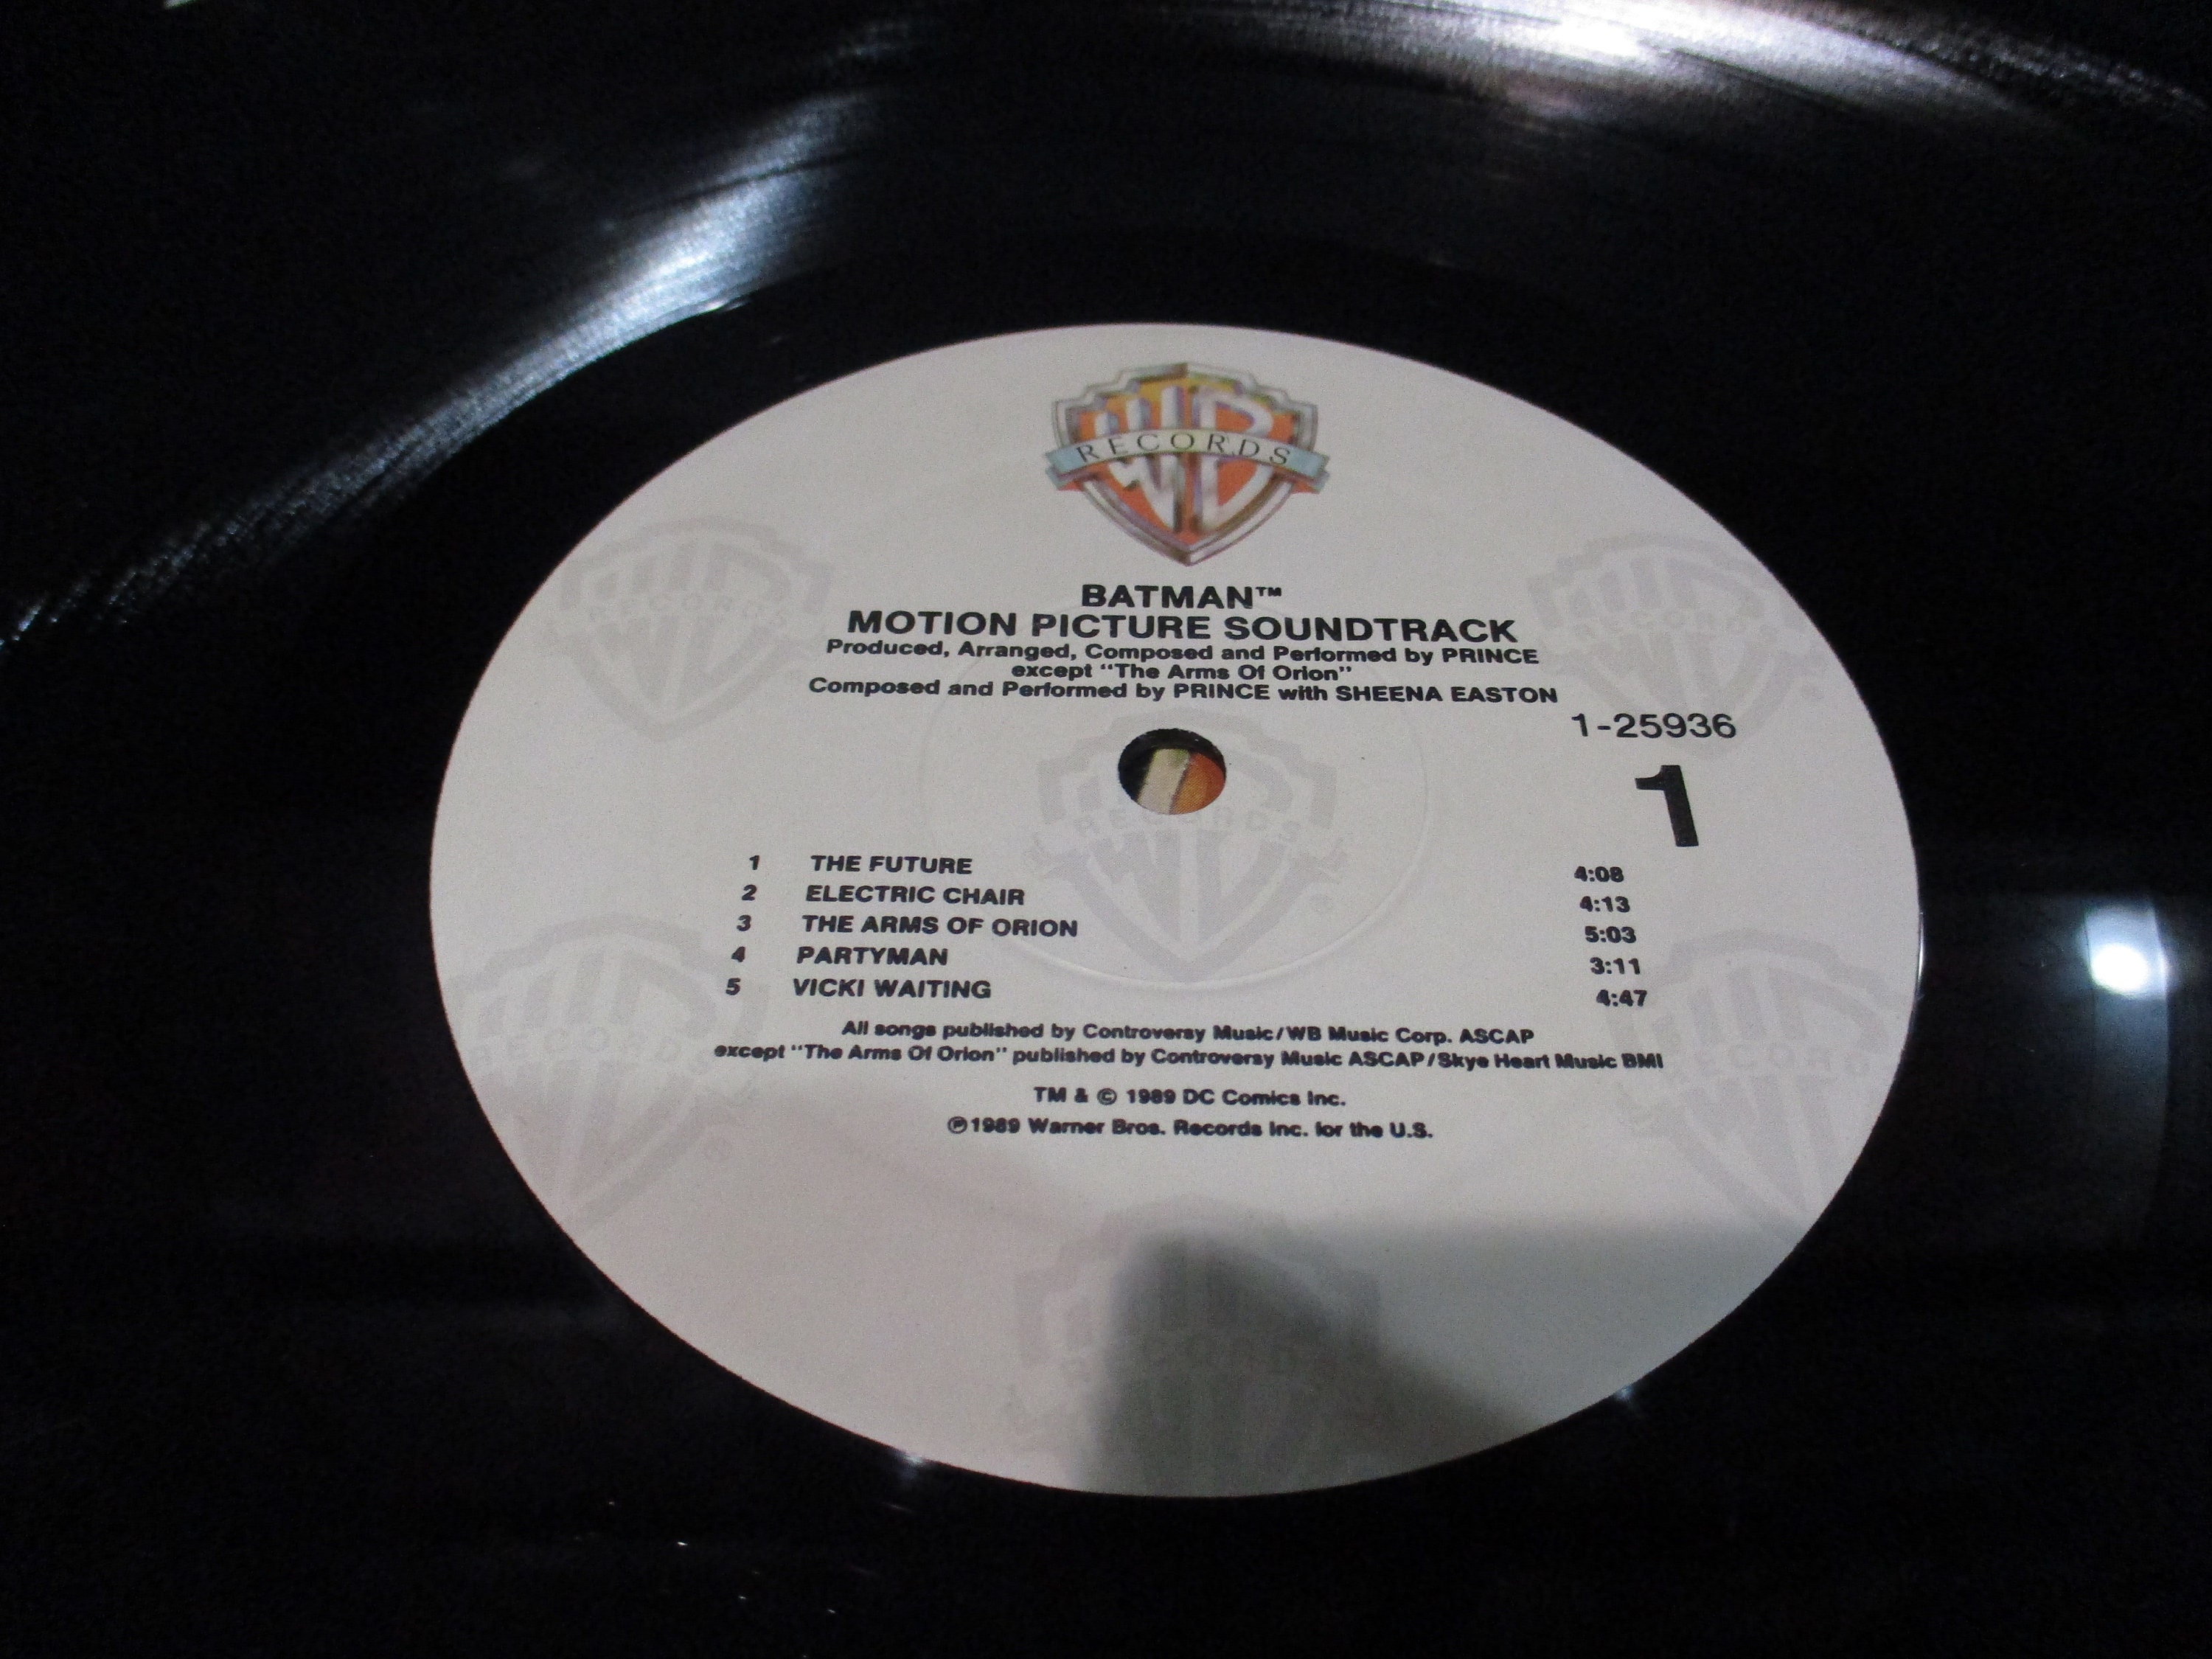 WB
RECORDS
BATMAN™
MOTION PICTURE SOUNDTRACK
Produced, Arranged, Composed and Performed by PRINCE
except "The Arms Of Orion"
Composed and Performed by PRINCE with SHEENA EASTON
1-25936
1
1 THE FUTURE 4:08
2 ELECTRIC CHAIR 4:13
3 THE ARMS OF ORION 5:03
4 PARTYMAN 3:11
5 VICKI WAITING 4:47
All songs published by Controversy Music/WB Music Corp. ASCAP
except "The Arms Of Orion" published by Controversy Music ASCAP/Skye Heart Music BMI
TM & © 1989 DC Comics Inc.
℗1989 Warner Bros. Records Inc. for the U.S.